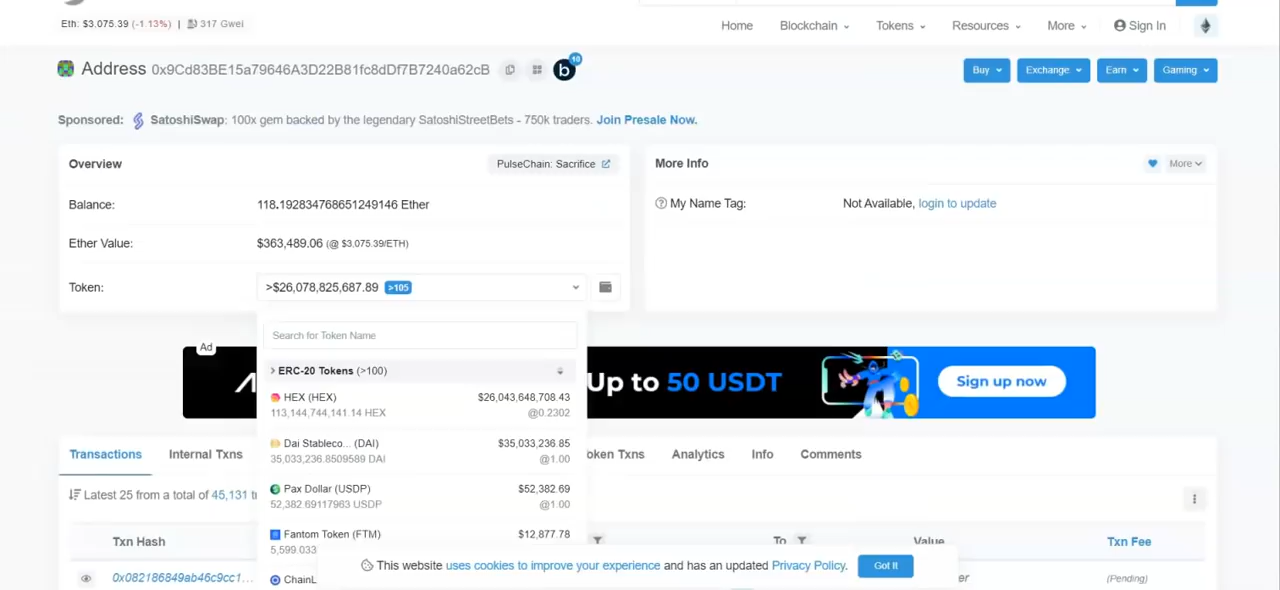 Eth: $3,075.39 (-1.13%) | 317 Gwei
Home Blockchain Tokens Resources More Sign In
Address 0x9Cd83BE15a79646A3D22B81fc8dDf7B7240a62cB
b 10
Buy Exchange Earn Gaming
Sponsored: SatoshiSwap: 100x gem backed by the legendary SatoshiStreetBets - 750k traders. Join Presale Now.
Overview
PulseChain: Sacrifice
Balance: 118.192834768651249146 Ether
Ether Value: $363,489.06 (@ $3,075.39/ETH)
Token: >$26,078,825,687.89 >105
More Info
More
My Name Tag: Not Available, login to update
Search for Token Name
ERC-20 Tokens (>100)
HEX (HEX) $26,043,648,708.43
113,144,744,141.14 HEX @0.2302
Dai Stableco... (DAI) $35,033,236.85
35,033,236.8509589 DAI @1.00
Pax Dollar (USDP) $52,382.69
52,382.69117963 USDP @1.00
Fantom Token (FTM) $12,877.78
5,599.033
ChainL
Ad
Up to 50 USDT
Sign up now
Transactions Internal Txns oken Txns Analytics Info Comments
Latest 25 from a total of 45,131 t
Txn Hash To Value Txn Fee
0x082186849ab46c9cc1... er (Pending)
This website uses cookies to improve your experience and has an updated Privacy Policy.
Got It